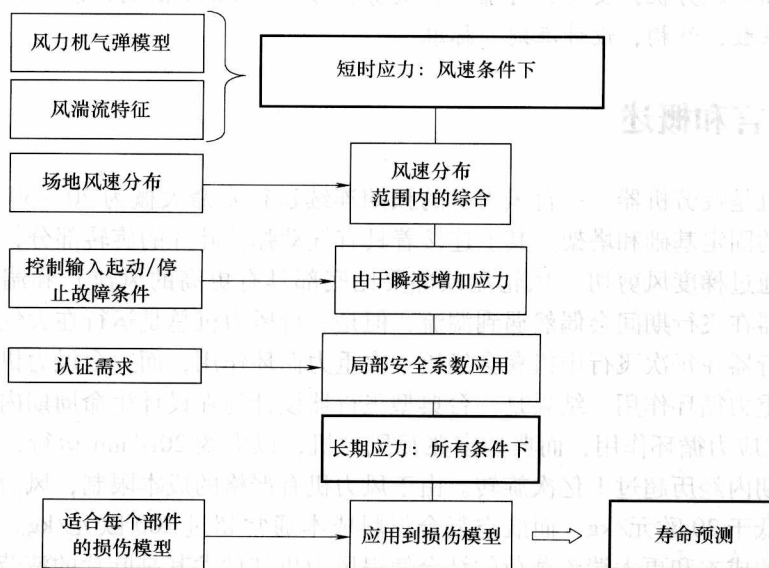 风力机气弹模型
短时应力：风速条件下
风湍流特征
场地风速分布
风速分布
范围内的综合
控制输入起动/停
止故障条件
由于瞬变增加应力
认证需求
局部安全系数应用
长期应力：所有条件下
适合每个部件
的损伤模型
应用到损伤模型
寿命预测